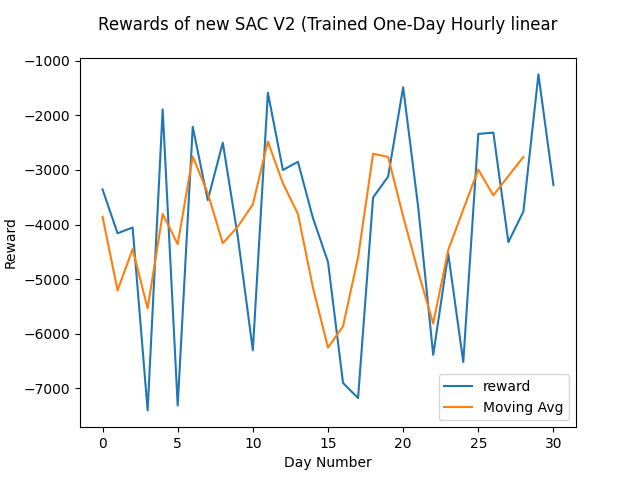 Rewards of new SAC V2 (Trained One-Day Hourly linear
−1000
−2000
−3000
−4000
−5000
−6000
−7000
Reward
0 5 10 15 20 25 30
Day Number
reward
Moving Avg